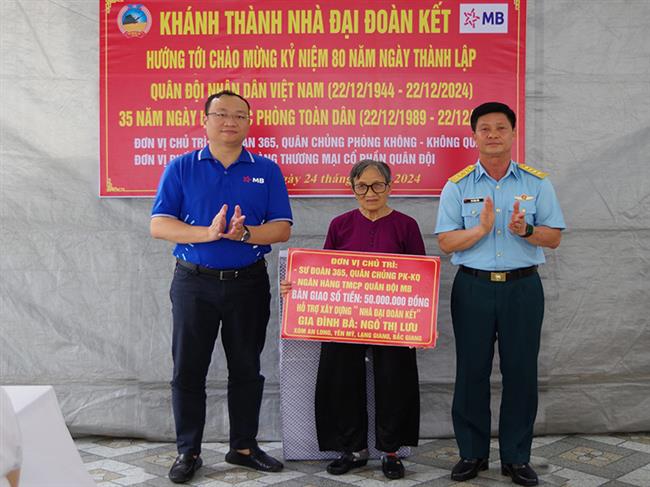 KHÁNH THÀNH NHÀ ĐẠI ĐOÀN KẾT
MB
HƯỚNG TỚI CHÀO MỪNG KỶ NIỆM 80 NĂM NGÀY THÀNH LẬP
QUÂN ĐỘI NHÂN DÂN VIỆT NAM (22/12/1944 - 22/12/2024)
35 NĂM NGÀY PHÒNG TOÀN DÂN (22/12/1989 - 22/12
ĐƠN VỊ CHỦ TRÌ 365, QUÂN CHỦNG PHÒNG KHÔNG - KHÔNG
ĐƠN VỊ THƯƠNG MẠI CỔ PHẦN QUÂN ĐỘI
24 2024
MB
ĐƠN VỊ CHỦ TRÌ:
- SƯ ĐOÀN 365, QUÂN CHỦNG PK-KQ
- NGÂN HÀNG TMCP QUÂN ĐỘI MB
BÀN GIAO SỐ TIỀN: 50.000.000 ĐỒNG
HỖ TRỢ XÂY DỰNG "NHÀ ĐẠI ĐOÀN KẾT"
GIA ĐÌNH BÀ: NGÔ THỊ LƯU
XÓM AN LONG, YÊN MỸ, LẠNG GIANG, BẮC GIANG